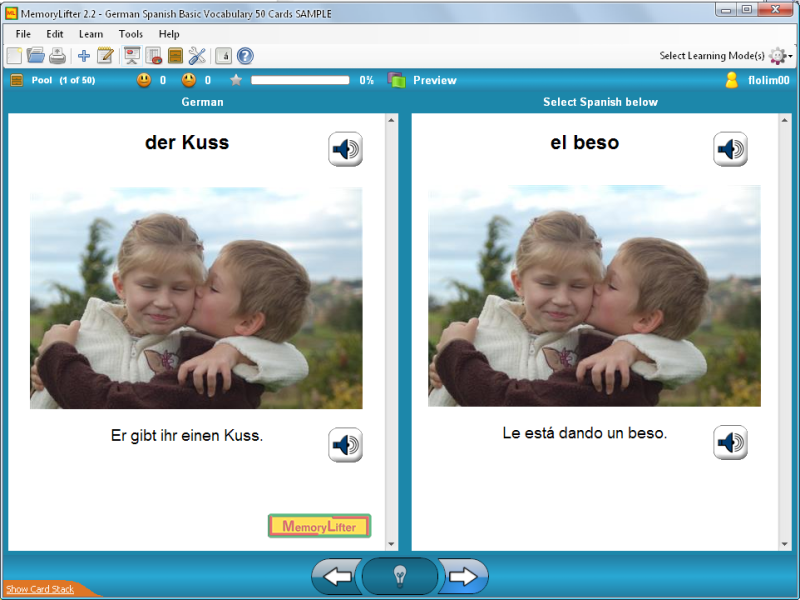 MemoryLifter 2.2 - German Spanish Basic Vocabulary 50 Cards SAMPLE
File Edit Learn Tools Help
á ? Select Learning Mode(s)
Pool (1 of 50) 0 0 0% Preview flolim00
German
Select Spanish below
der Kuss
el beso
Er gibt ihr einen Kuss.
Le está dando un beso.
MemoryLifter
Show Card Stack